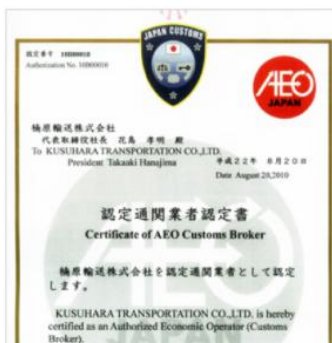 JAPAN CUSTOMS
認定番号 10B00010
Authorization No. 10B00010
AEO
JAPAN
楠原輸送株式会社
代表取締役社長 花島 孝明 殿
To KUSUHARA TRANSPORTATION CO.,LTD.
President Takaaki Hanajima
平成22年 8月20日
Date August 20,2010
認定通関業者認定書
Certificate of AEO Customs Broker
楠原輸送株式会社を認定通関業者として認定
します。
KUSUHARA TRANSPORTATION CO.,LTD. is hereby
certified as an Authorized Economic Operator (Customs
Broker).